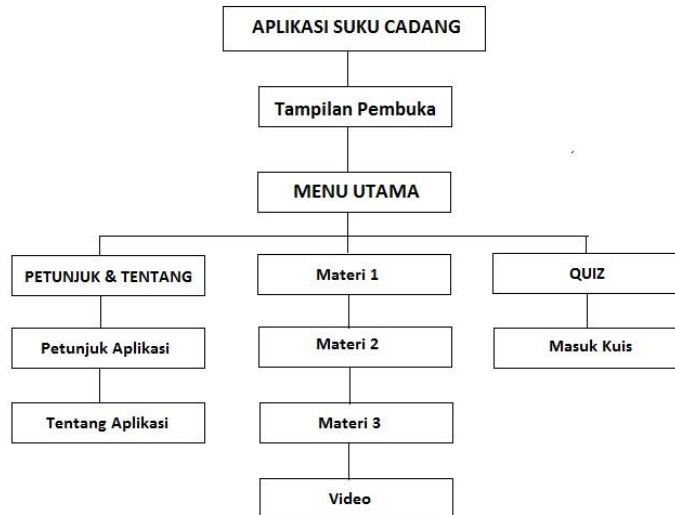 APLIKASI SUKU CADANG
Tampilan Pembuka
MENU UTAMA
PETUNJUK & TENTANG
Materi 1
QUIZ
Petunjuk Aplikasi
Materi 2
Masuk Kuis
Tentang Aplikasi
Materi 3
Video